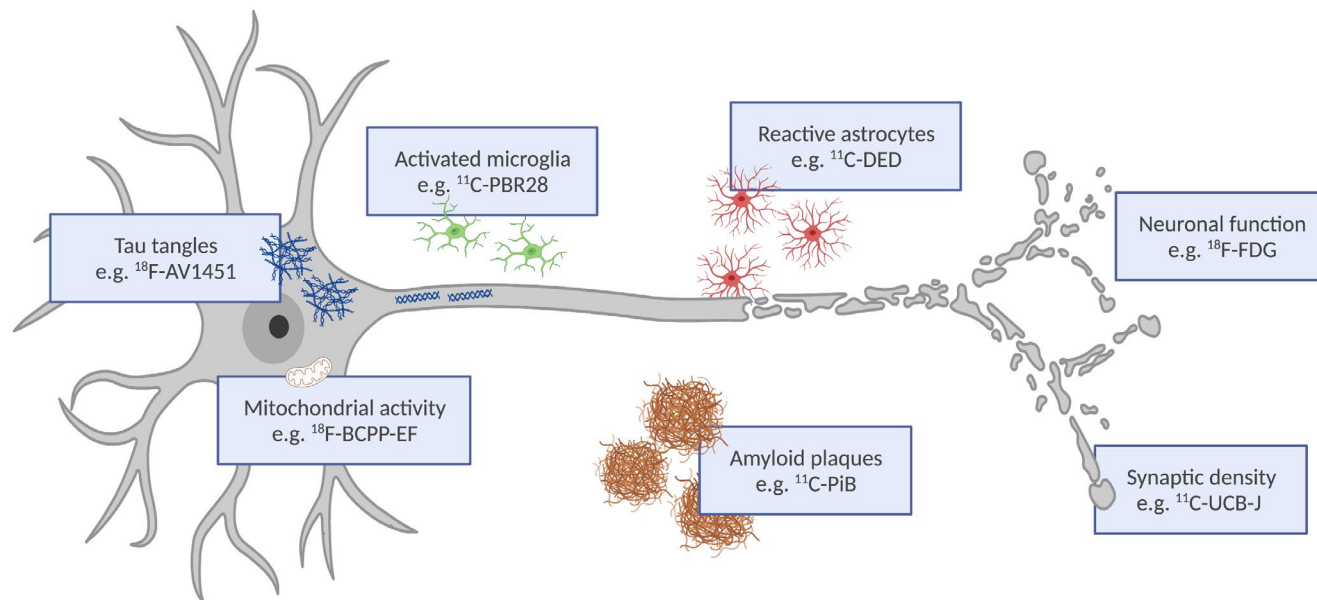 Activated microglia
e.g. ¹¹C-PBR28
Reactive astrocytes
e.g. ¹¹C-DED
Tau tangles
e.g. ¹⁸F-AV1451
Neuronal function
e.g. ¹⁸F-FDG
Mitochondrial activity
e.g. ¹⁸F-BCPP-EF
Amyloid plaques
e.g. ¹¹C-PiB
Synaptic density
e.g. ¹¹C-UCB-J